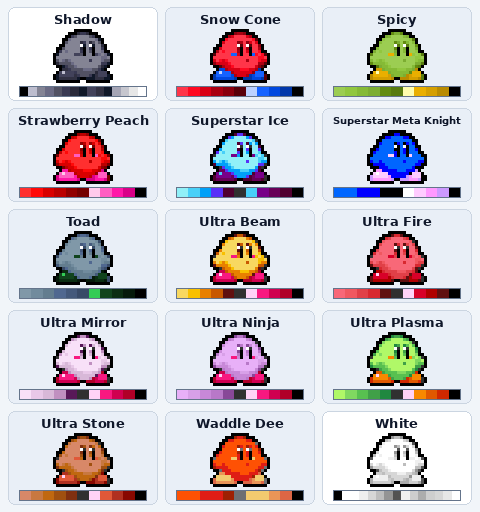 Shadow
Snow Cone
Spicy
Strawberry Peach
Superstar Ice
Superstar Meta Knight
Toad
Ultra Beam
Ultra Fire
Ultra Mirror
Ultra Ninja
Ultra Plasma
Ultra Stone
Waddle Dee
White